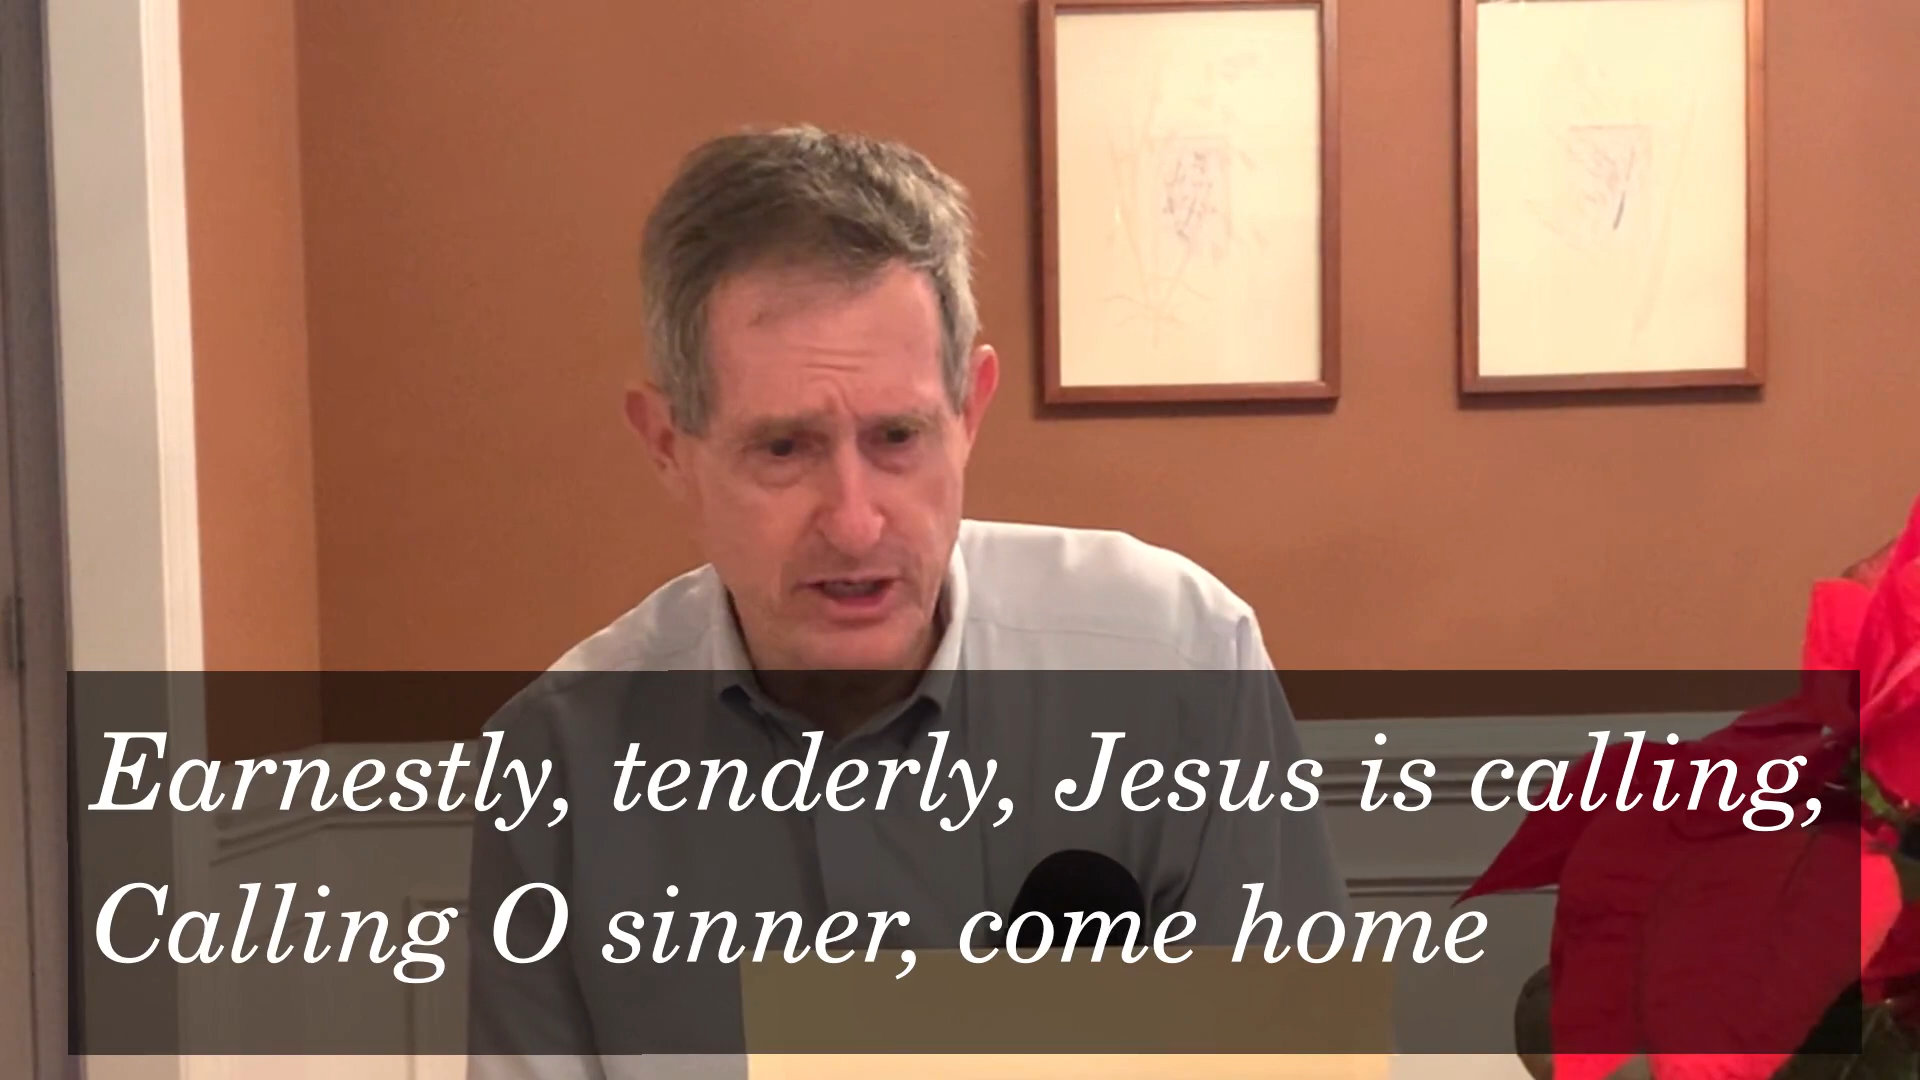 Earnestly, tenderly, Jesus is calling,
Calling O sinner, come home